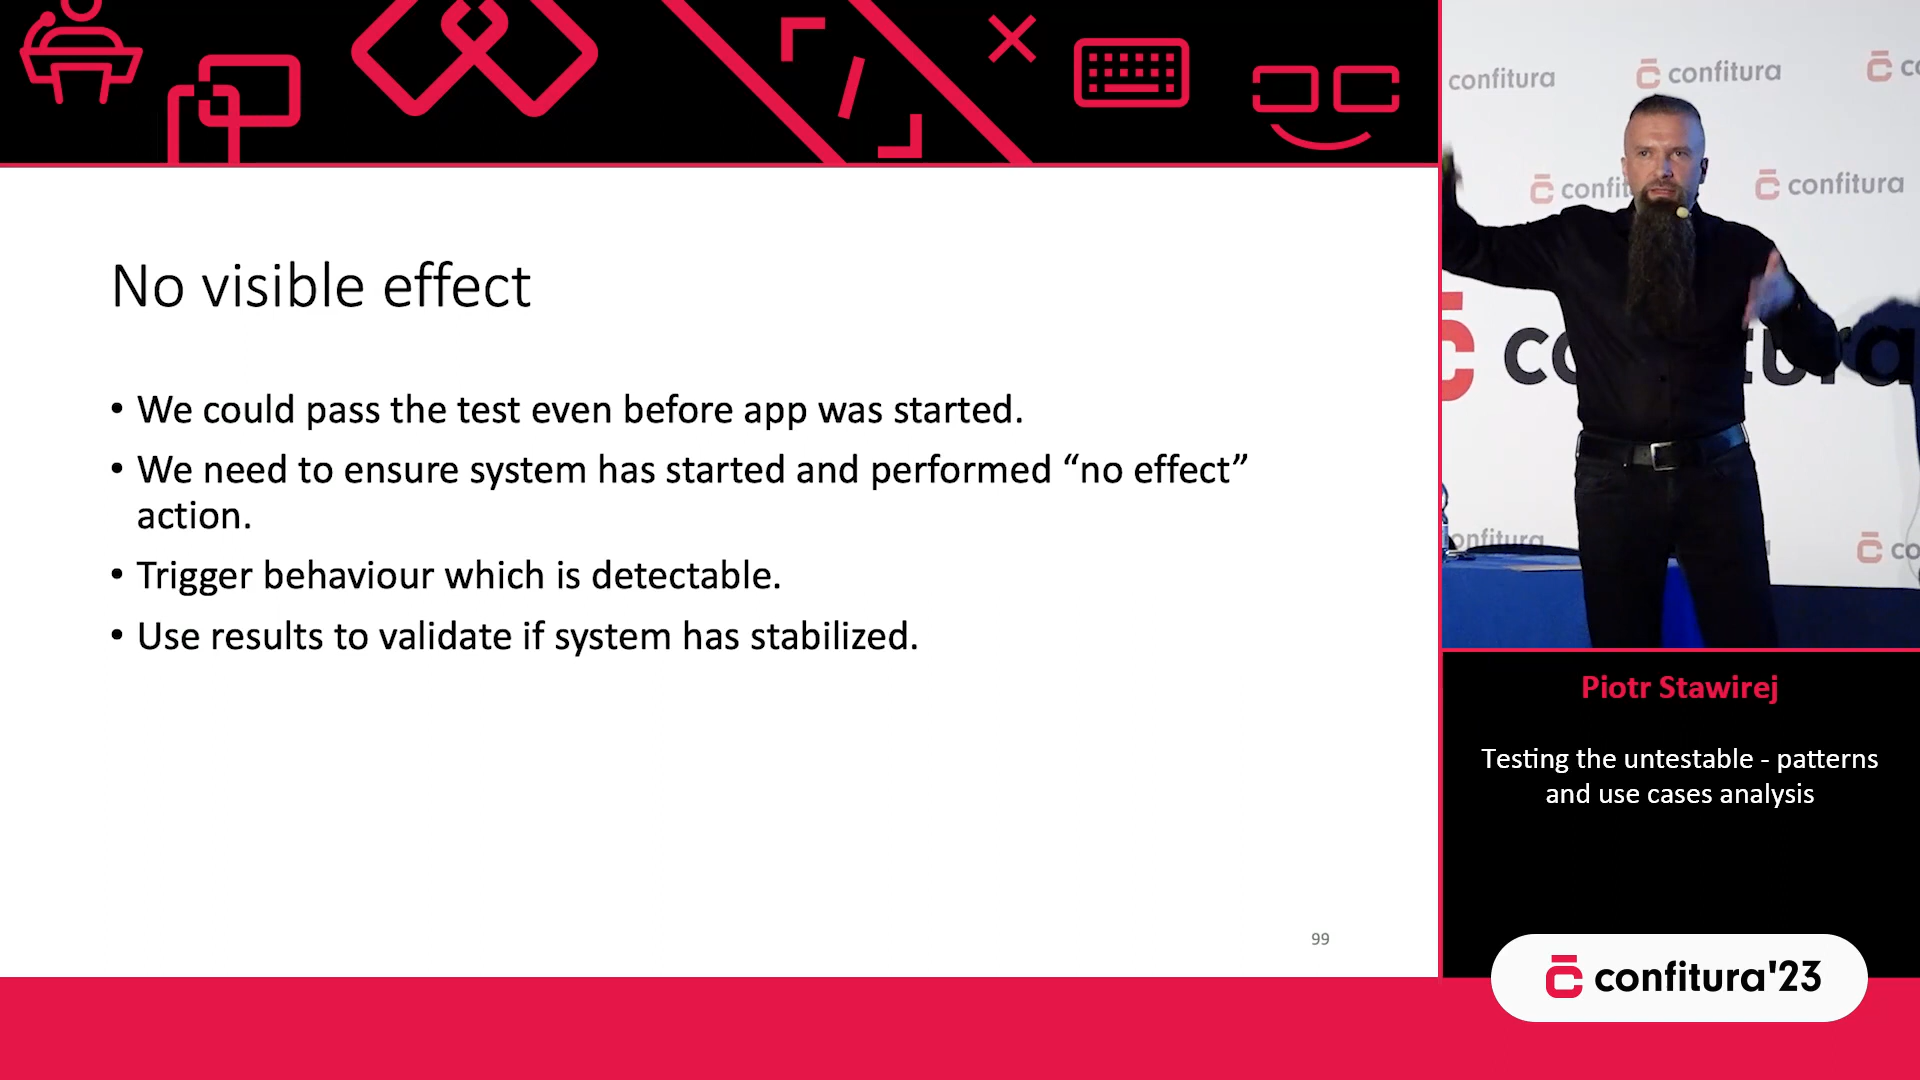 No visible effect
• We could pass the test even before app was started.
• We need to ensure system has started and performed “no effect”
action.
• Trigger behaviour which is detectable.
• Use results to validate if system has stabilized.
99
confitura
confitura
confitura
Piotr Stawirej
Testing the untestable - patterns
and use cases analysis
confitura'23